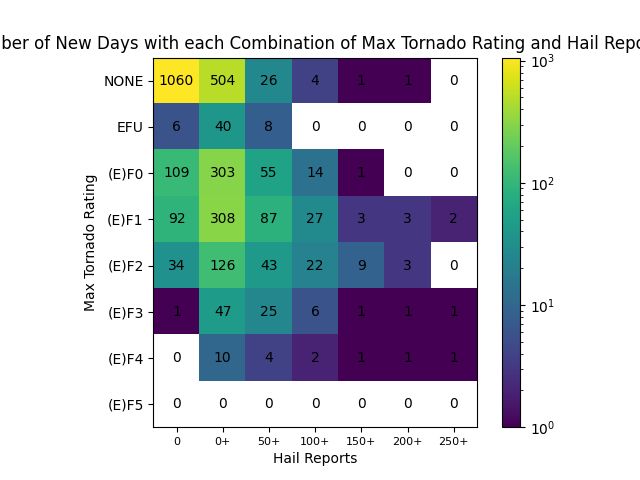 ber of New Days with each Combination of Max Tornado Rating and Hail Repo
NONE 1060 504 26 4 1 1 0
EFU 6 40 8 0 0 0 0
(E)F0 109 303 55 14 1 0 0
(E)F1 92 308 87 27 3 3 2
(E)F2 34 126 43 22 9 3 0
(E)F3 1 47 25 6 1 1 1
(E)F4 0 10 4 2 1 1 1
(E)F5 0 0 0 0 0 0 0
0 0+ 50+ 100+ 150+ 200+ 250+
Hail Reports
Max Tornado Rating
10³
10²
10¹
10⁰